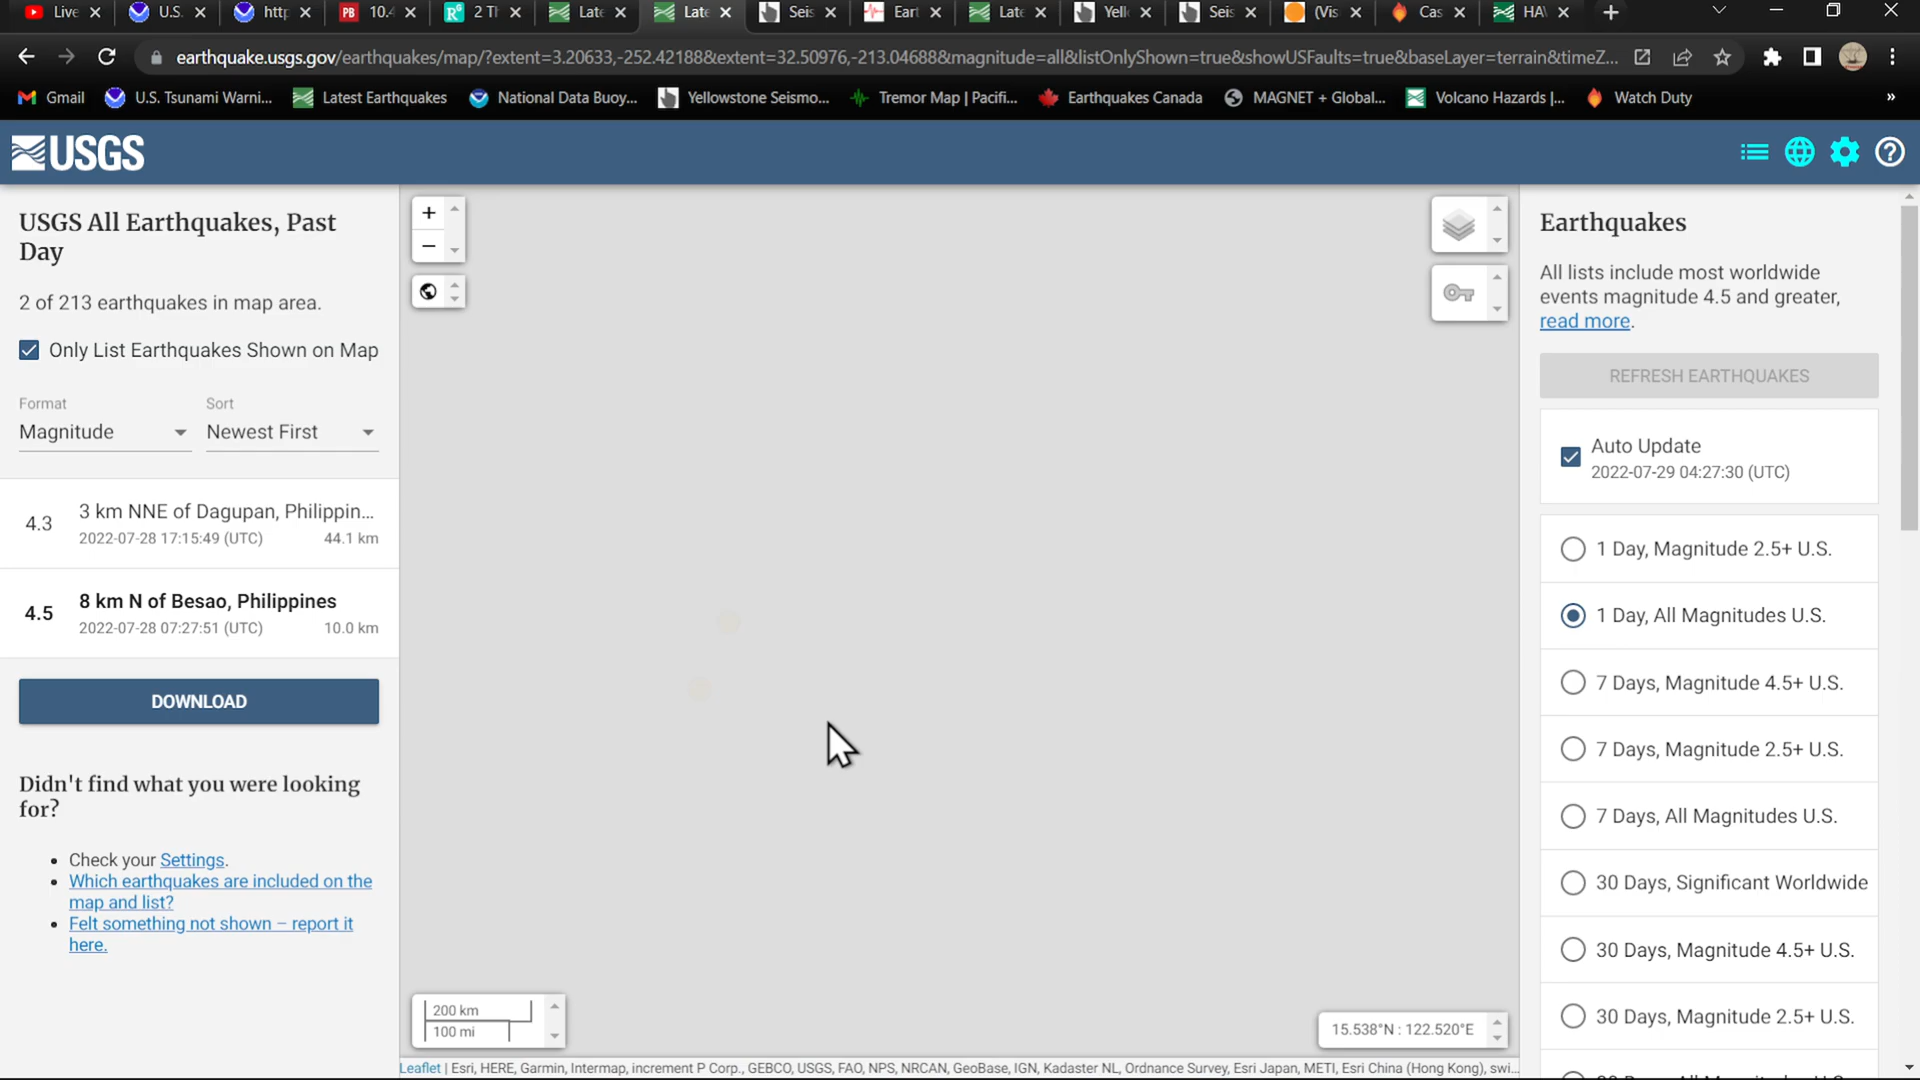 Live
U.S.
http
PB
10.4
R
2 Th
Late
Late
Seis
Eart
Late
Yell
Seis
(Vis
Cas
HA
earthquake.usgs.gov/earthquakes/map/?extent=3.20633,-252.42188&extent=32.50976,-213.04688&magnitude=all&listOnlyShown=true&showUSFaults=true&baseLayer=terrain&timeZ...
Gmail
U.S. Tsunami Warni...
Latest Earthquakes
National Data Buoy...
Yellowstone Seismo...
Tremor Map | Pacifi...
Earthquakes Canada
MAGNET + Global...
Volcano Hazards |...
Watch Duty
»
USGS
USGS All Earthquakes, Past
Day
2 of 213 earthquakes in map area.
Only List Earthquakes Shown on Map
Format
Sort
Magnitude
Newest First
4.3
3 km NNE of Dagupan, Philippin...
2022-07-28 17:15:49 (UTC)
44.1 km
4.5
8 km N of Besao, Philippines
2022-07-28 07:27:51 (UTC)
10.0 km
DOWNLOAD
Didn't find what you were looking
for?
Check your Settings.
Which earthquakes are included on the
map and list?
Felt something not shown – report it
here.
+
−
200 km
100 mi
15.538°N : 122.520°E
Leaflet | Esri, HERE, Garmin, Intermap, increment P Corp., GEBCO, USGS, FAO, NPS, NRCAN, GeoBase, IGN, Kadaster NL, Ordnance Survey, Esri Japan, METI, Esri China (Hong Kong), swi...
Earthquakes
All lists include most worldwide
events magnitude 4.5 and greater,
read more.
REFRESH EARTHQUAKES
Auto Update
2022-07-29 04:27:30 (UTC)
1 Day, Magnitude 2.5+ U.S.
1 Day, All Magnitudes U.S.
7 Days, Magnitude 4.5+ U.S.
7 Days, Magnitude 2.5+ U.S.
7 Days, All Magnitudes U.S.
30 Days, Significant Worldwide
30 Days, Magnitude 4.5+ U.S.
30 Days, Magnitude 2.5+ U.S.